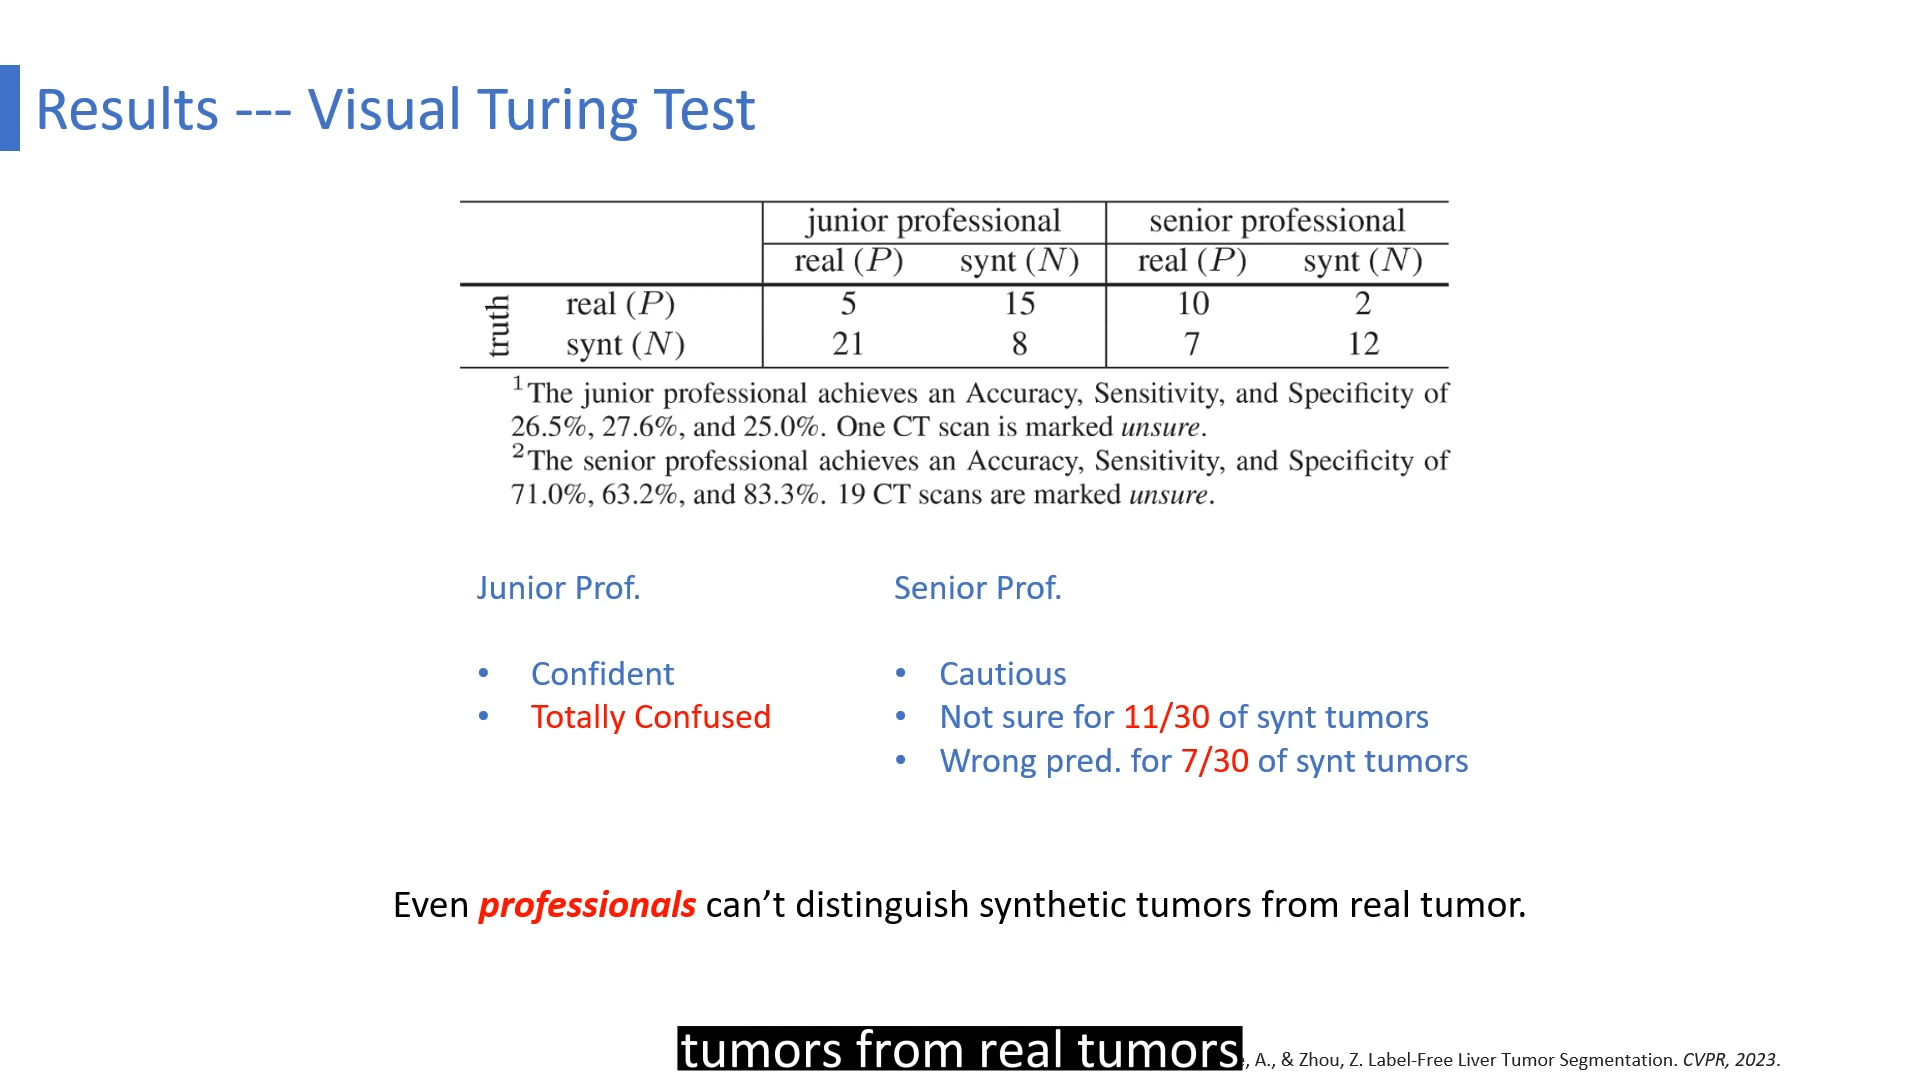 Results --- Visual Turing Test
junior professional senior professional
real (P) synt (N) real (P) synt (N)
truth
real (P) 5 15 10 2
synt (N) 21 8 7 12
1 The junior professional achieves an Accuracy, Sensitivity, and Specificity of
26.5%, 27.6%, and 25.0%. One CT scan is marked unsure.
2 The senior professional achieves an Accuracy, Sensitivity, and Specificity of
71.0%, 63.2%, and 83.3%. 19 CT scans are marked unsure.
Junior Prof.
• Confident
• Totally Confused
Senior Prof.
• Cautious
• Not sure for 11/30 of synt tumors
• Wrong pred. for 7/30 of synt tumors
Even professionals can’t distinguish synthetic tumors from real tumor.
tumors from real tumors
, A., & Zhou, Z. Label-Free Liver Tumor Segmentation. CVPR, 2023.